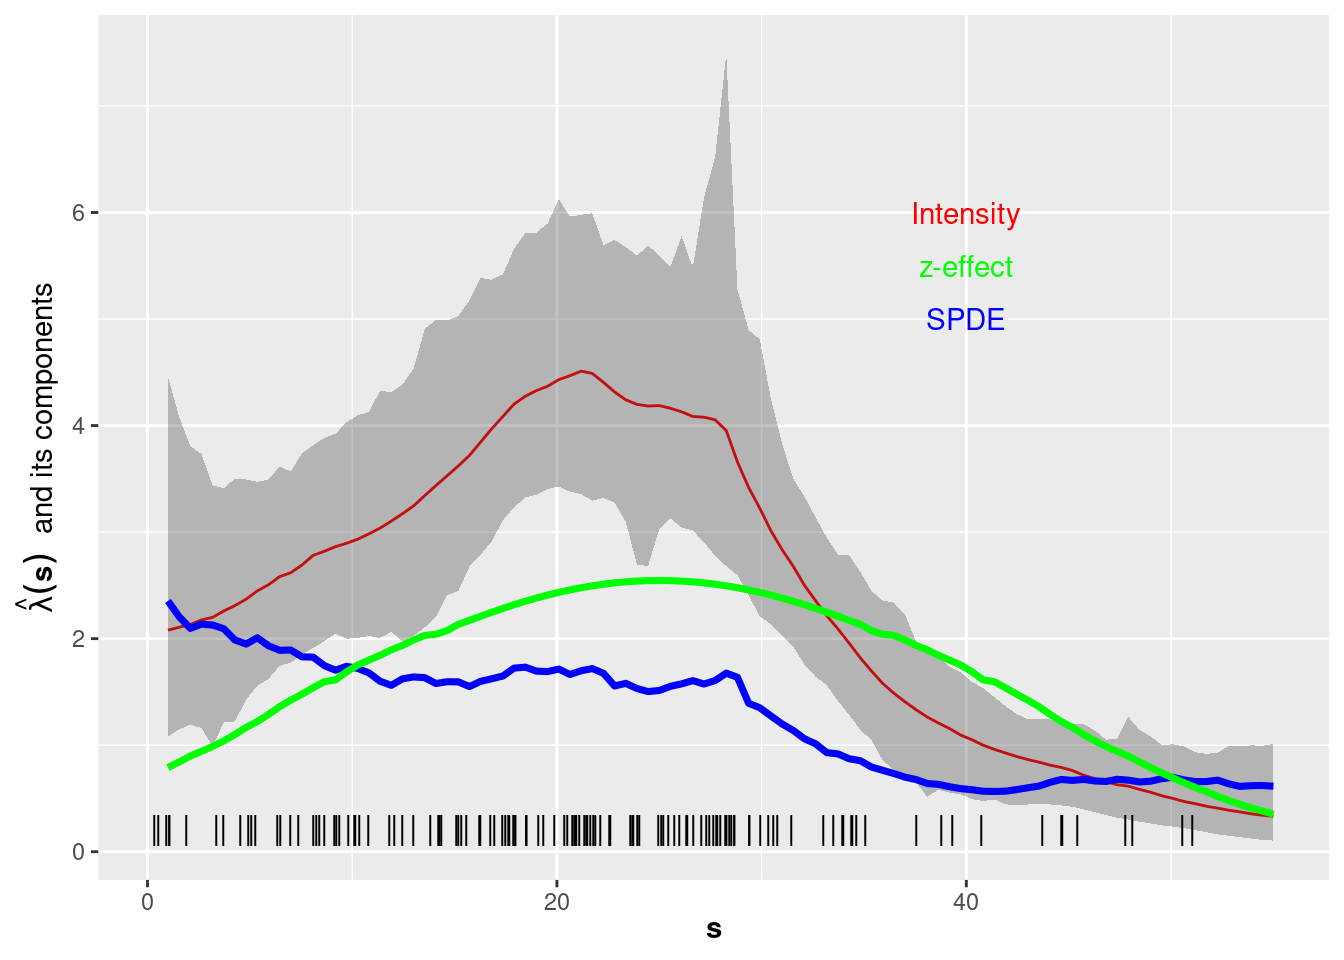 λ̂(s) and its components
6
4
2
0
Intensity
z-effect
SPDE
0 20 40
s